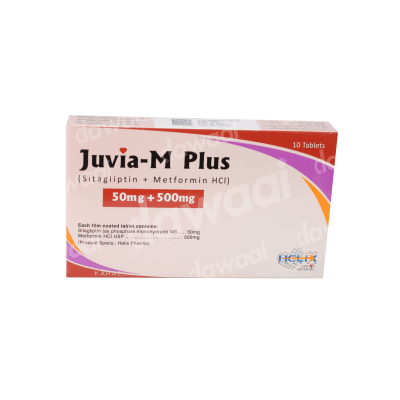 10 Tablets
Juvia-M Plus
(Sitagliptin + Metformin HCl)
50mg + 500mg
Each film coated tablet contains:
Sitagliptin (as phosphate monohydrate) MS .... 50mg
Metformin HCl USP ..................... 500mg
(Product Specs.: Helix Pharma)
HELIX
dawaai